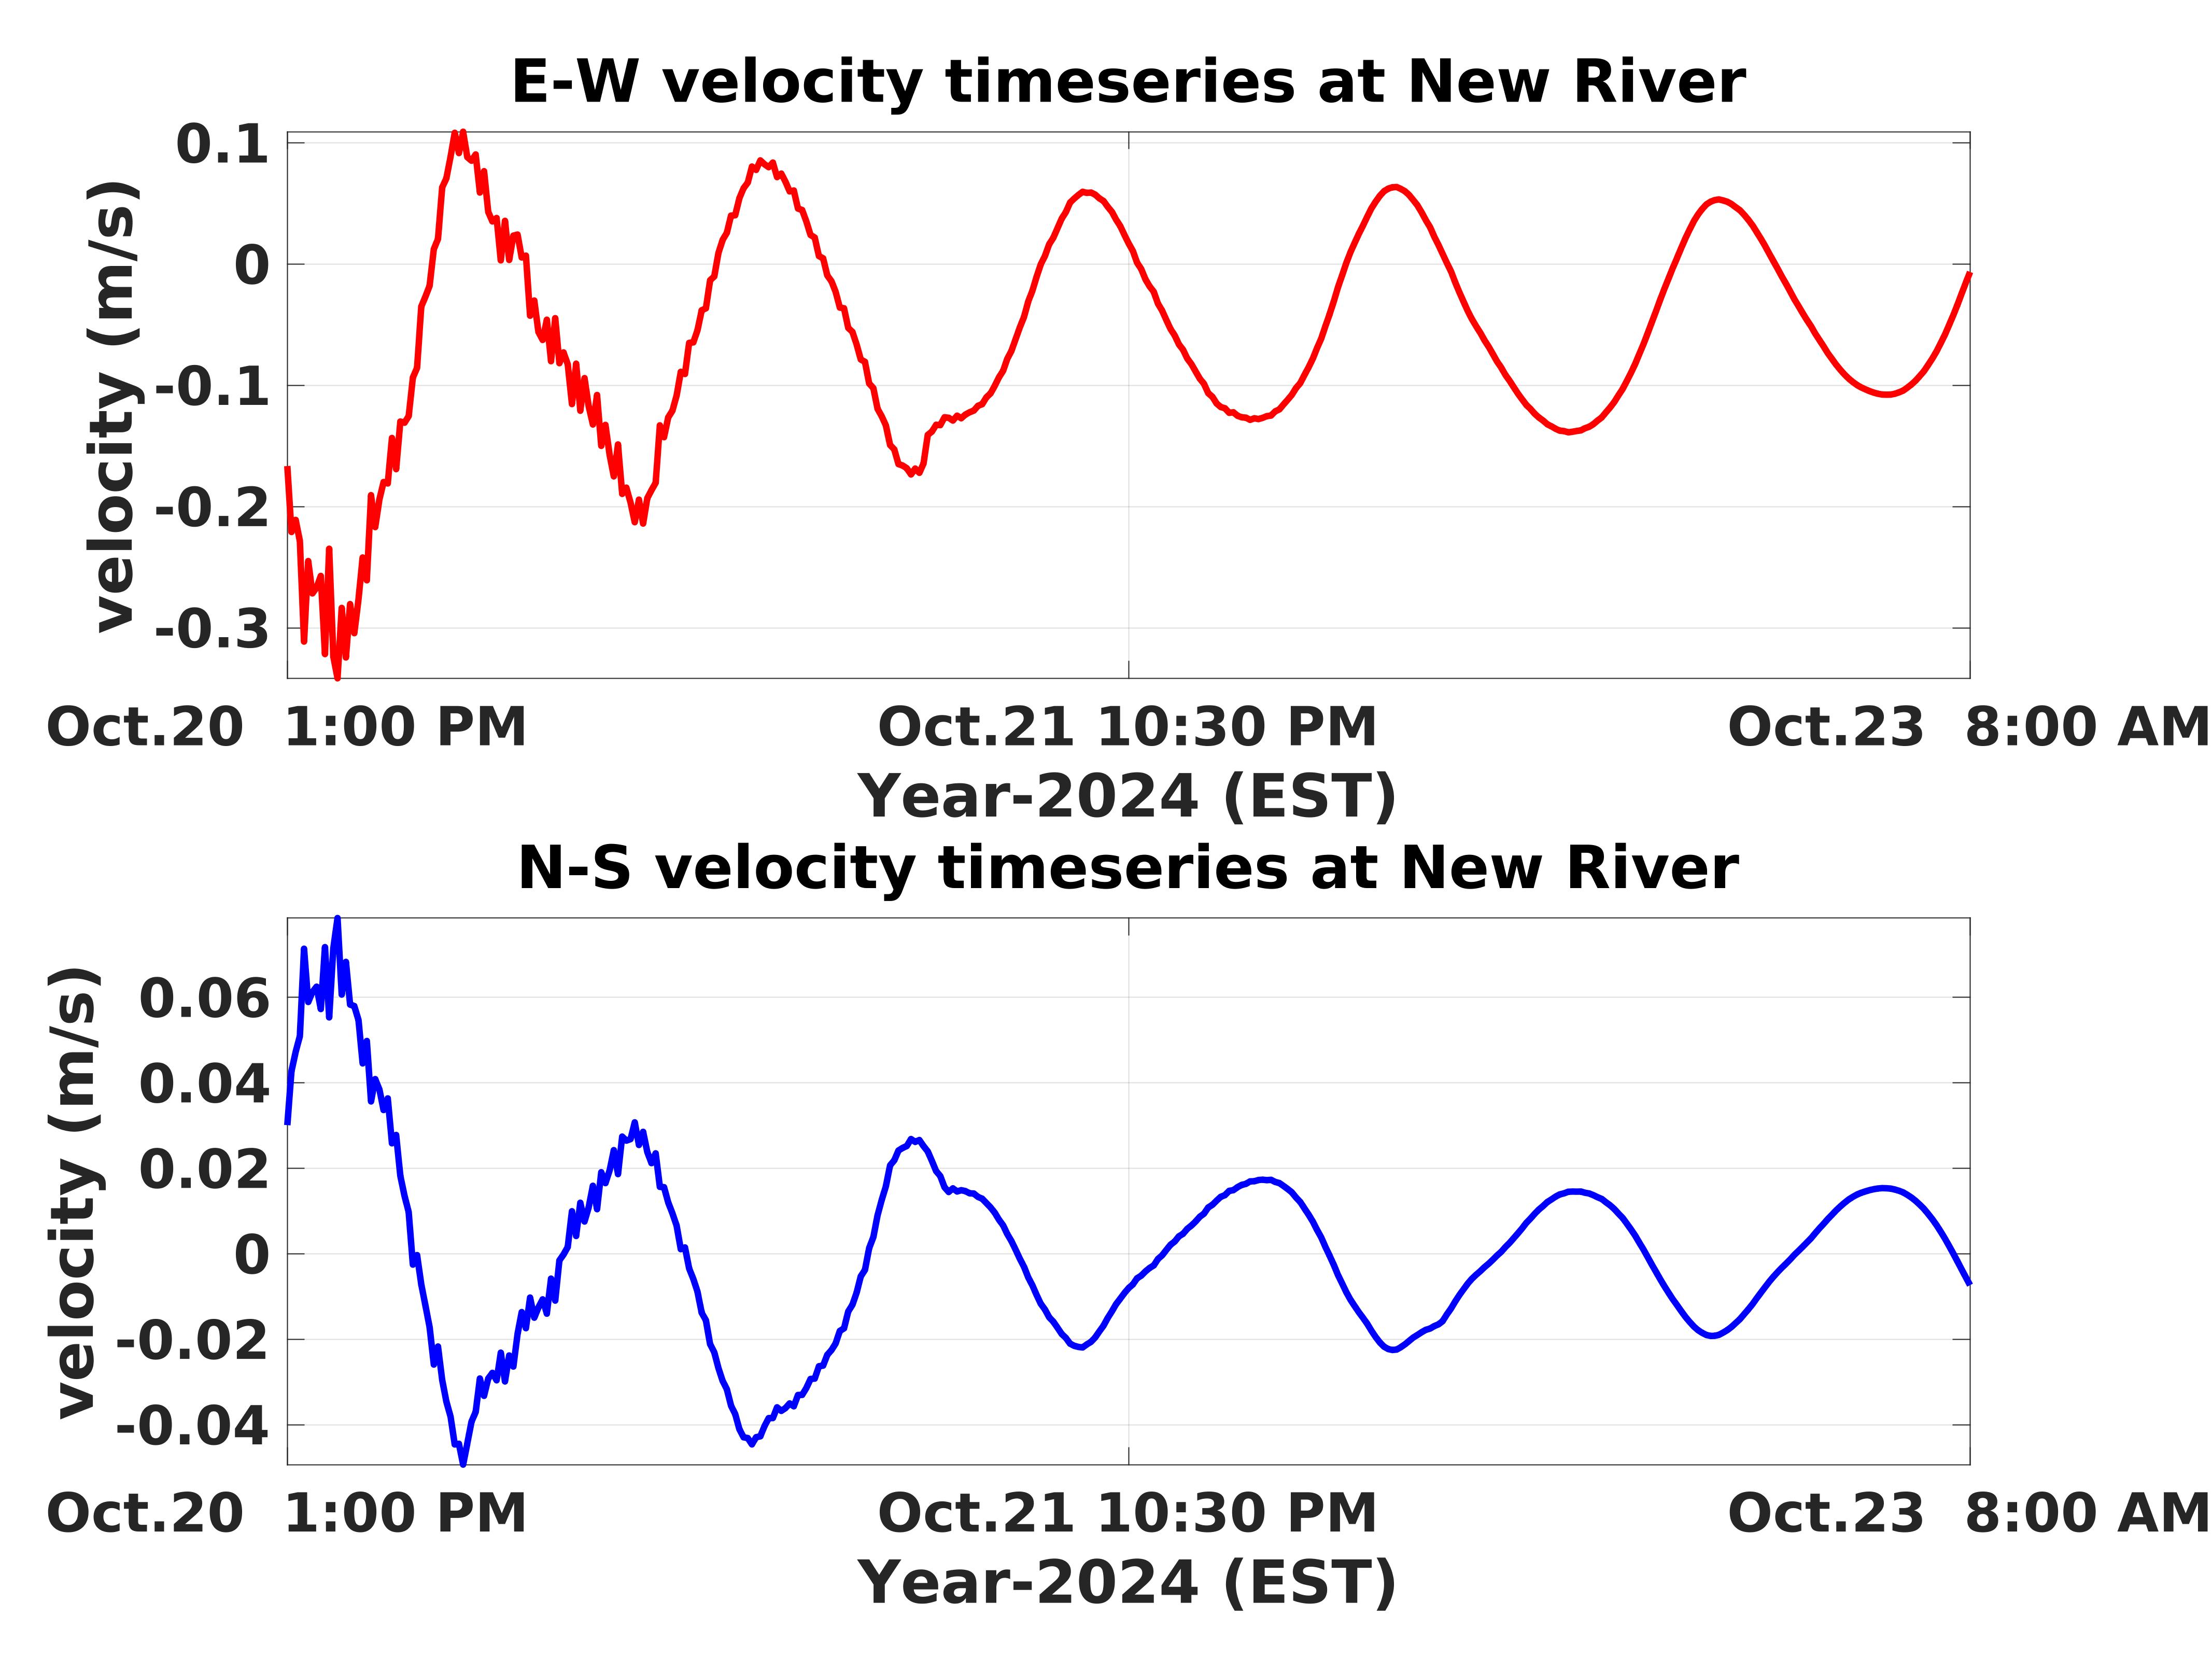 E-W velocity timeseries at New River
velocity (m/s)
0.1
0
-0.1
-0.2
-0.3
Oct.20  1:00 PM
Oct.21 10:30 PM
Oct.23  8:00 AM
Year-2024 (EST)
N-S velocity timeseries at New River
velocity (m/s)
0.06
0.04
0.02
0
-0.02
-0.04
Oct.20  1:00 PM
Oct.21 10:30 PM
Oct.23  8:00 AM
Year-2024 (EST)